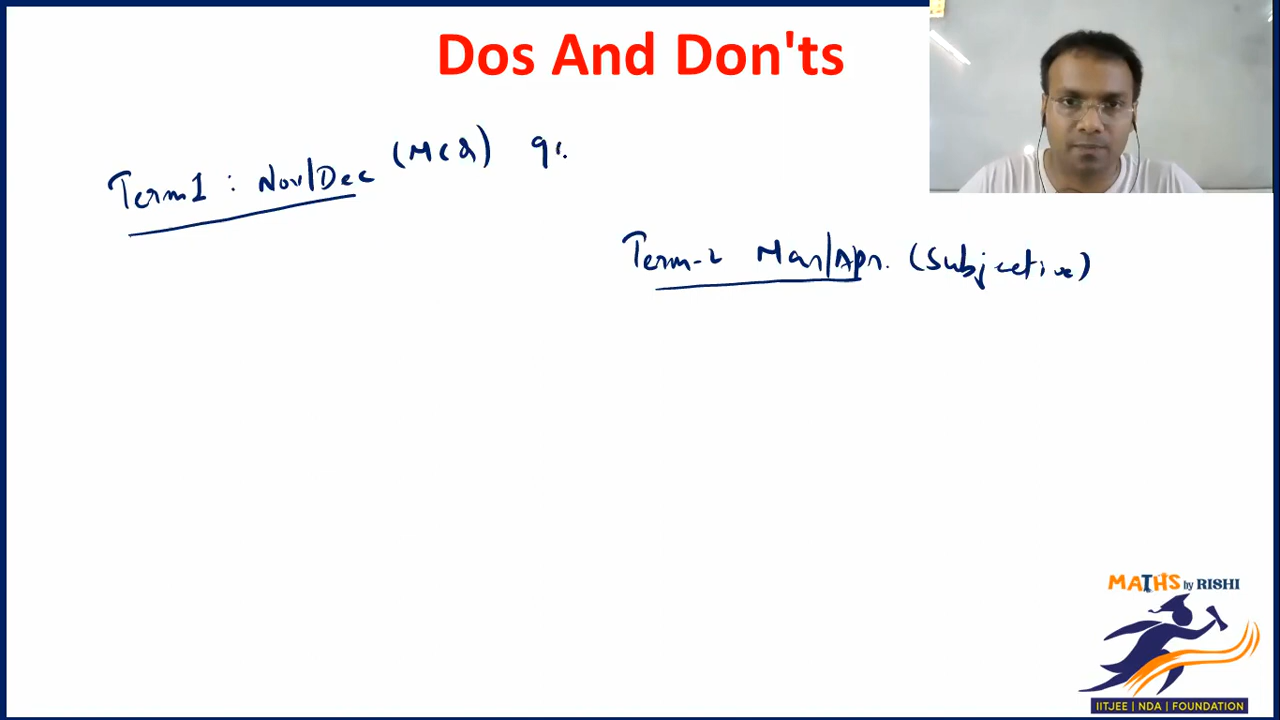 Dos And Don'ts
Term1 : Nov/Dec (MCQ)
Term-2 Mar/Apr. (Subjective)
MATHS by RISHI
IITJEE | NDA | FOUNDATION